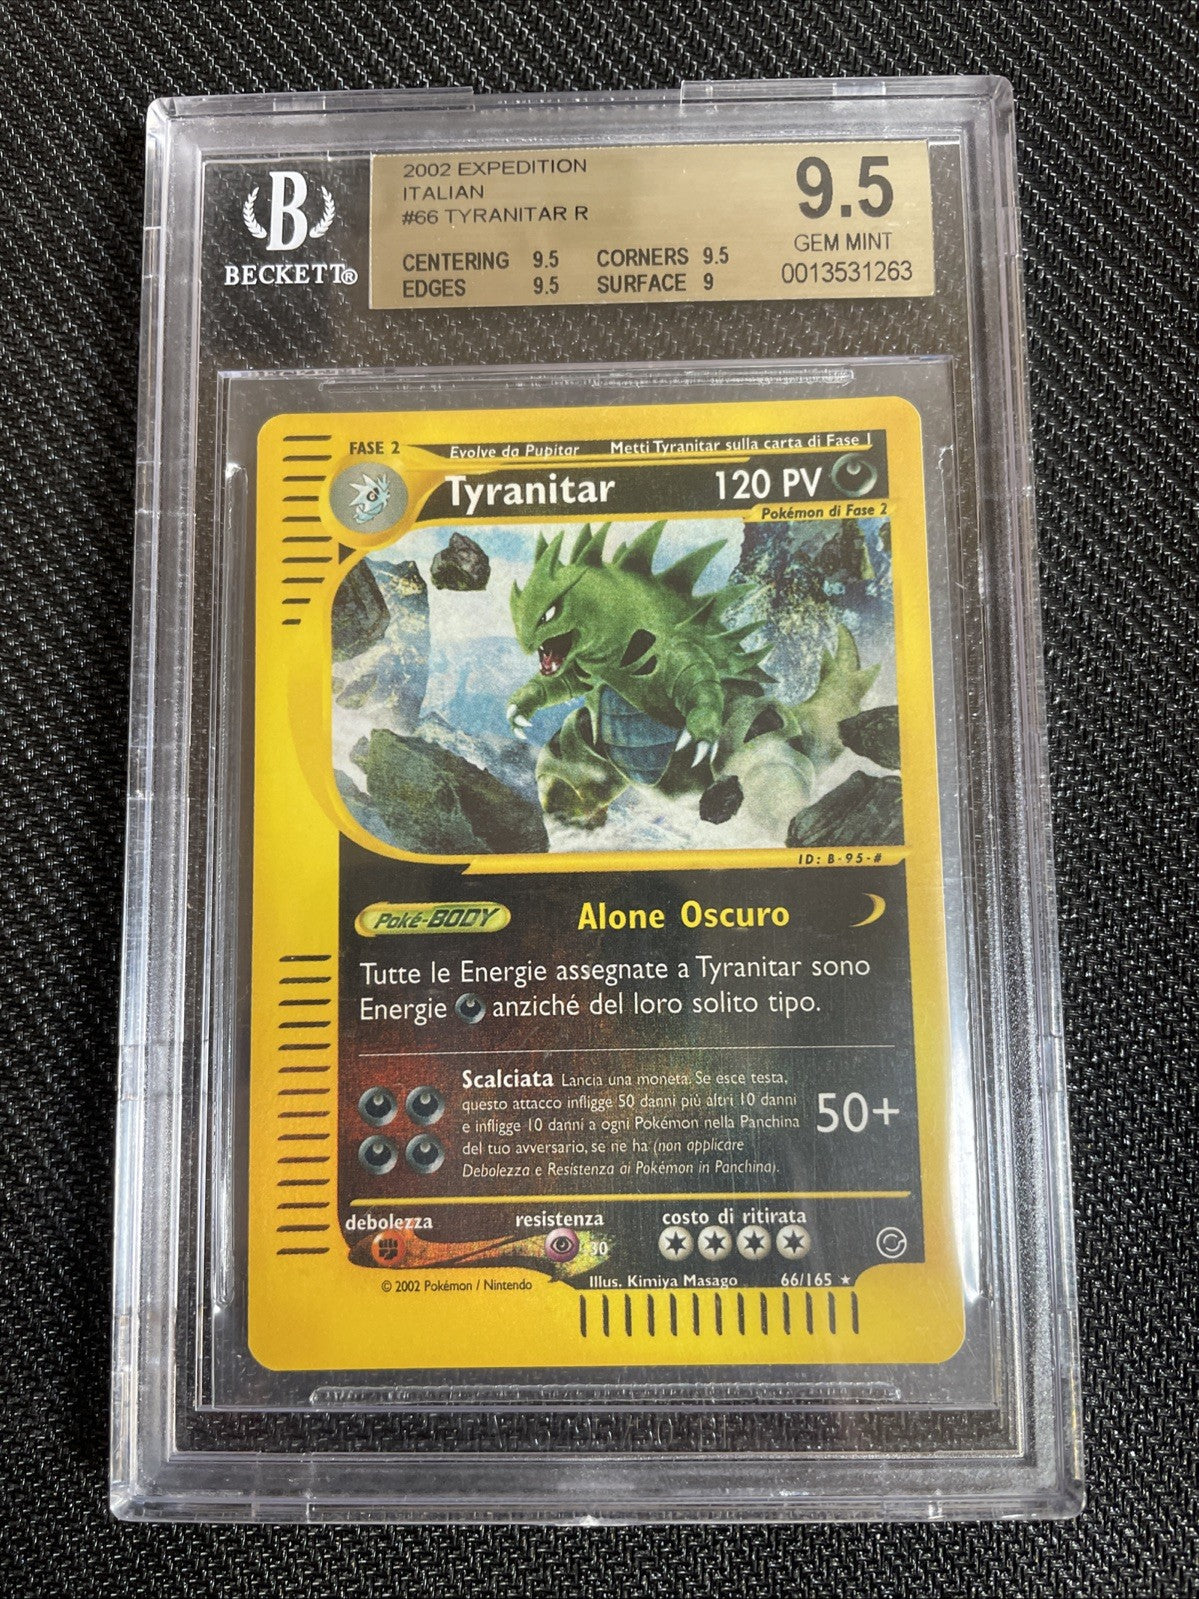 B
BECKETT®
2002 EXPEDITION
ITALIAN
#66 TYRANITAR R
CENTERING 9.5 CORNERS 9.5
EDGES 9.5 SURFACE 9
9.5
GEM MINT
0013531263
BECKETT
FASE 2 Evolve da Pupitar Metti Tyranitar sulla carta di Fase 1
Tyranitar 120 PV
Pokémon di Fase 2
ID: B-95-#
Poké-BODY Alone Oscuro
Tutte le Energie assegnate a Tyranitar sono
Energie anziché del loro solito tipo.
Scalciata Lancia una moneta. Se esce testa,
questo attacco infligge 50 danni più altri 10 danni
e infligge 10 danni a ogni Pokémon nella Panchina
del tuo avversario, se ne ha (non applicare
Debolezza e Resistenza ai Pokémon in Panchina).
50+
debolezza resistenza costo di ritirata
-30
Illus. Kimiya Masago 66/165 ★
© 2002 Pokémon / Nintendo